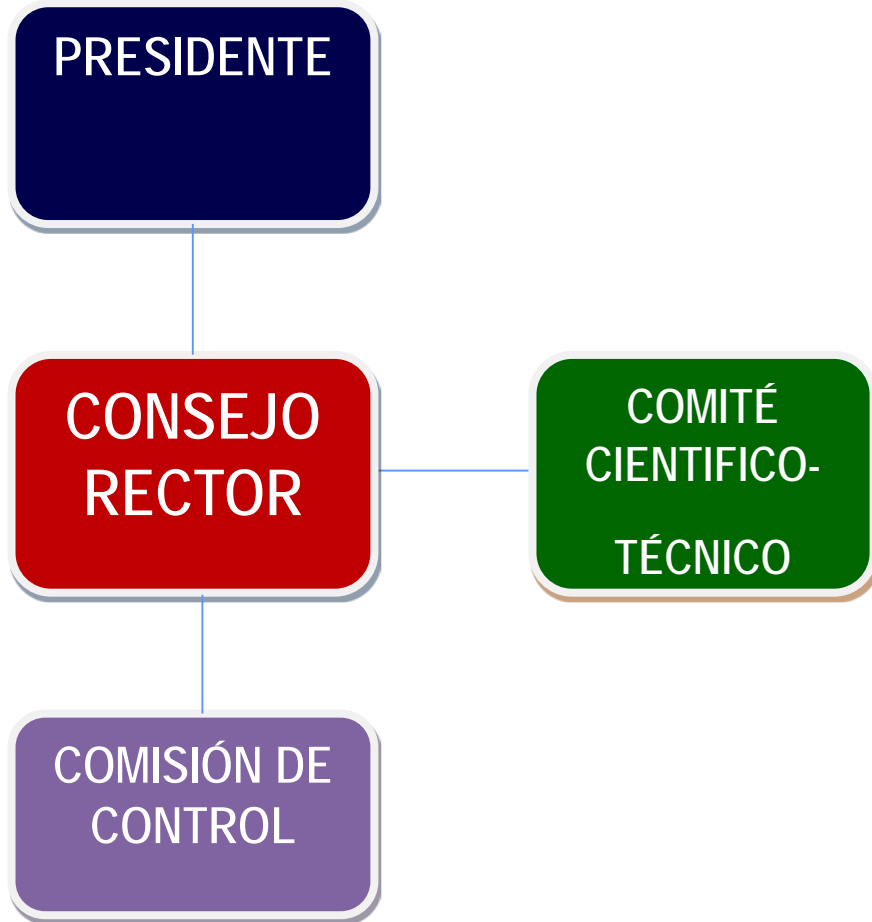 PRESIDENTE
CONSEJO
RECTOR
COMITÉ
CIENTIFICO-
TÉCNICO
COMISIÓN DE
CONTROL